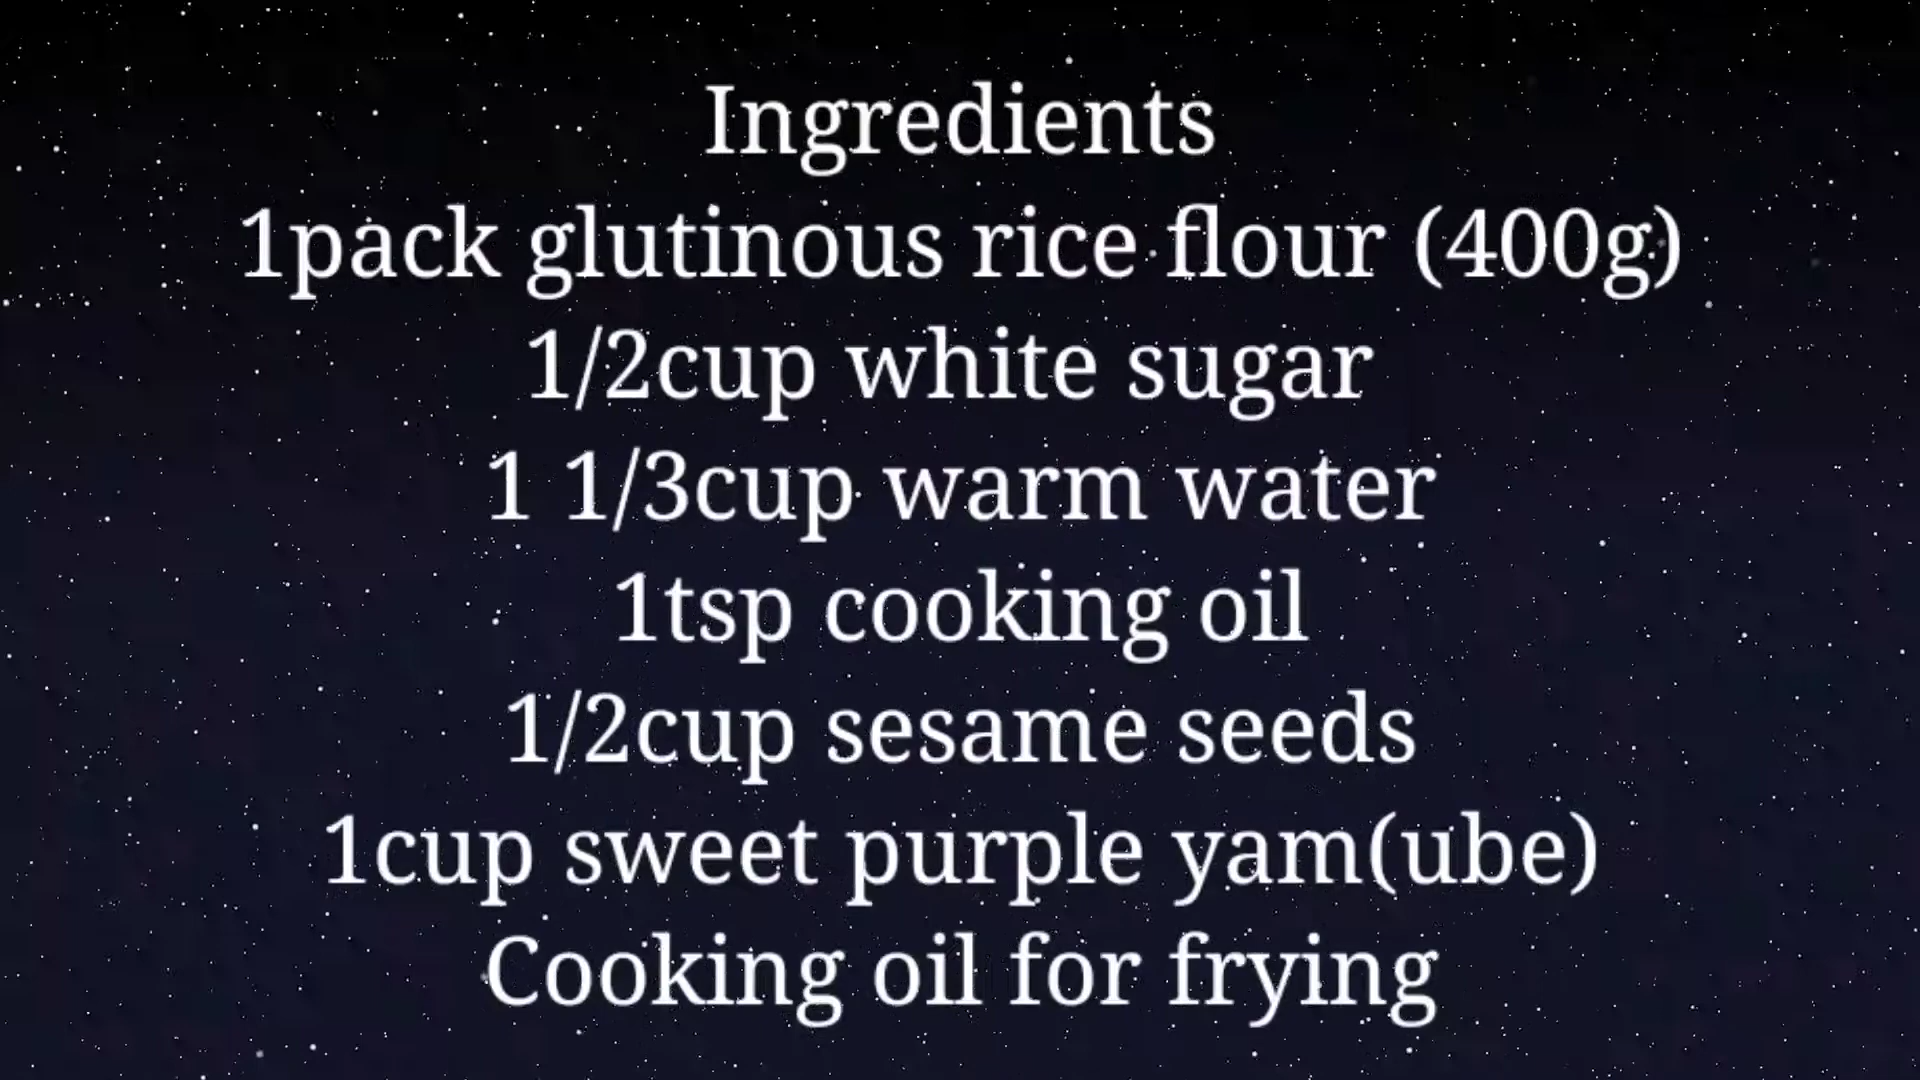 Ingredients
1pack glutinous rice flour (400g)
1/2cup white sugar
1 1/3cup warm water
1tsp cooking oil
1/2cup sesame seeds
1cup sweet purple yam(ube)
Cooking oil for frying